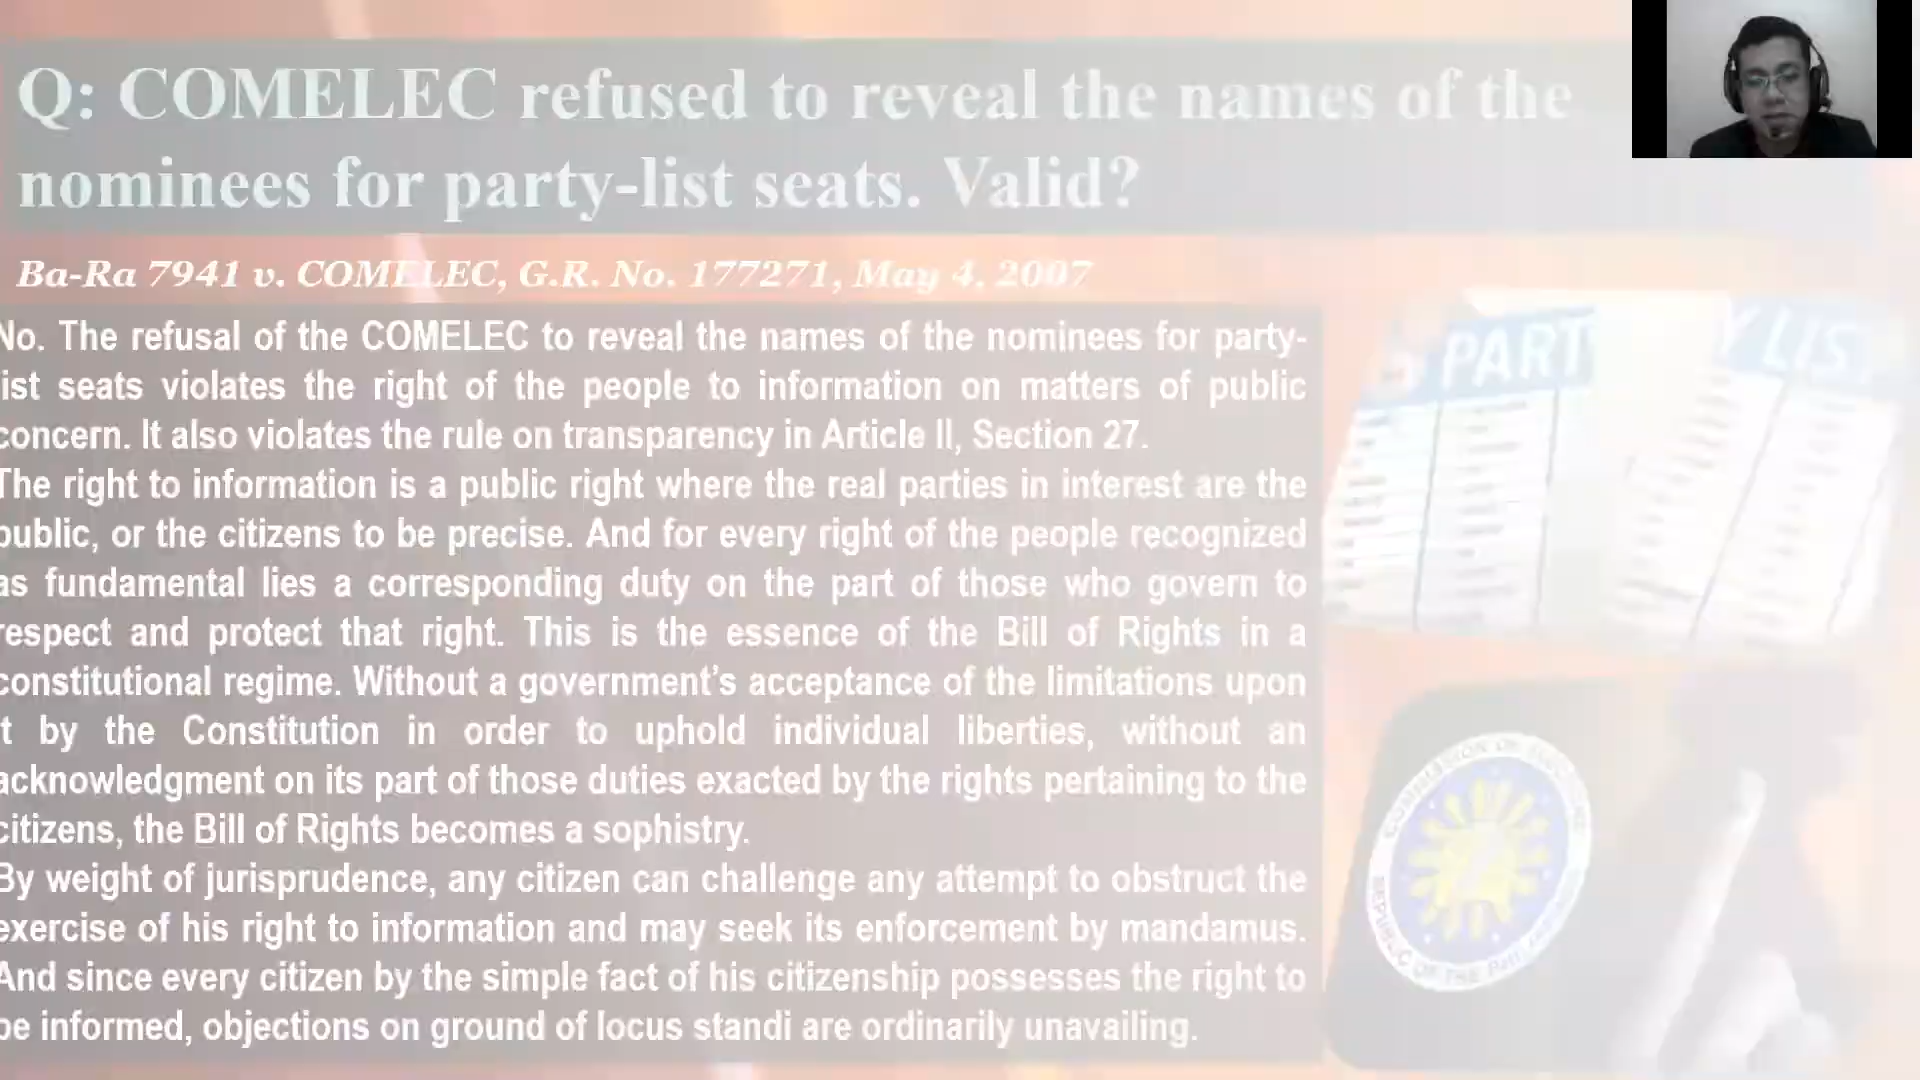 Q: COMELEC refused to reveal the names of the
nominees for party-list seats. Valid?
Ba-Ra 7941 v. COMELEC, G.R. No. 177271, May 4, 2007
No. The refusal of the COMELEC to reveal the names of the nominees for party-
list seats violates the right of the people to information on matters of public
concern. It also violates the rule on transparency in Article II, Section 27.
The right to information is a public right where the real parties in interest are the
public, or the citizens to be precise. And for every right of the people recognized
as fundamental lies a corresponding duty on the part of those who govern to
respect and protect that right. This is the essence of the Bill of Rights in a
constitutional regime. Without a government’s acceptance of the limitations upon
it by the Constitution in order to uphold individual liberties, without an
acknowledgment on its part of those duties exacted by the rights pertaining to the
citizens, the Bill of Rights becomes a sophistry.
By weight of jurisprudence, any citizen can challenge any attempt to obstruct the
exercise of his right to information and may seek its enforcement by mandamus.
And since every citizen by the simple fact of his citizenship possesses the right to
be informed, objections on ground of locus standi are ordinarily unavailing.
PARTY LIST
REPUBLIC OF THE PHILIPPINES